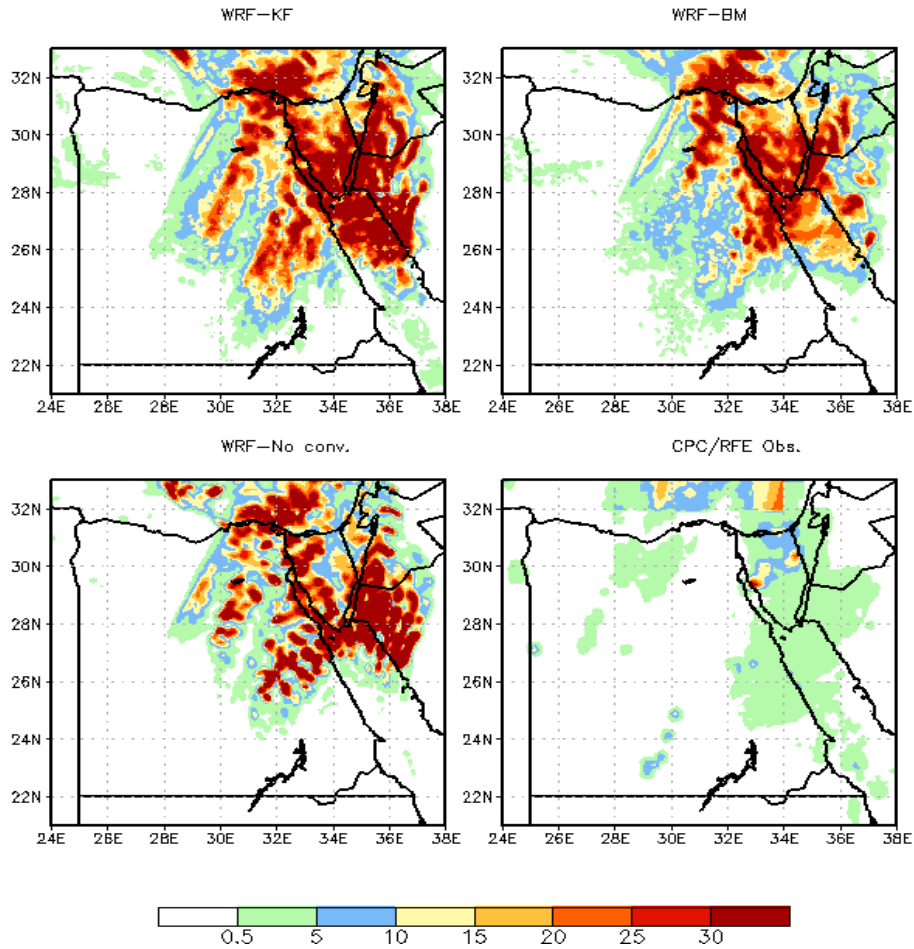 WRF-KF
WRF-BM
32N
30N
28N
26N
24N
22N
24E 26E 28E 30E 32E 34E 36E 38E
32N
30N
28N
26N
24N
22N
24E 26E 28E 30E 32E 34E 36E 38E
WRF-No conv.
CPC/RFE Obs.
32N
30N
28N
26N
24N
22N
24E 26E 28E 30E 32E 34E 36E 38E
32N
30N
28N
26N
24N
22N
24E 26E 28E 30E 32E 34E 36E 38E
0.5 5 10 15 20 25 30